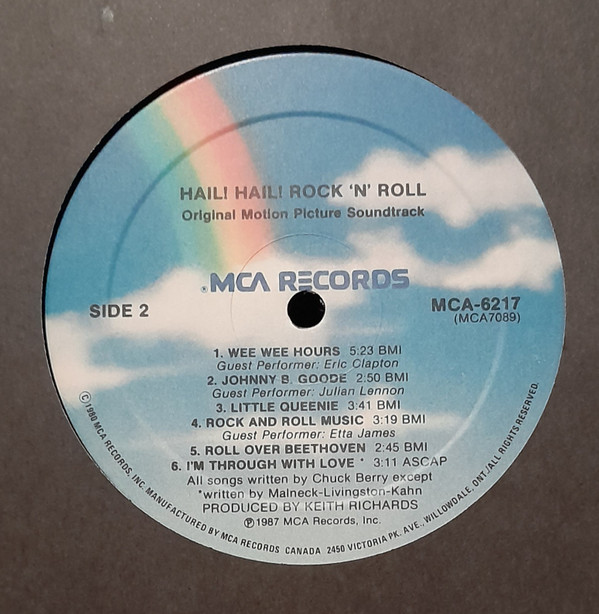 HAIL! HAIL! ROCK 'N' ROLL
Original Motion Picture Soundtrack
®MCA RECORDS
SIDE 2
MCA-6217
(MCA7089)
1. WEE WEE HOURS 5:23 BMI
Guest Performer: Eric Clapton
2. JOHNNY B. GOODE 2:50 BMI
Guest Performer: Julian Lennon
3. LITTLE QUEENIE 3:41 BMI
4. ROCK AND ROLL MUSIC 3:19 BMI
Guest Performer: Etta James
5. ROLL OVER BEETHOVEN 2:45 BMI
6. I'M THROUGH WITH LOVE * 3:11 ASCAP
All songs written by Chuck Berry except
*written by Malneck-Livingston-Kahn
PRODUCED BY KEITH RICHARDS
℗1987 MCA Records, Inc.
©1980 MCA RECORDS, INC. MANUFACTURED BY MCA RECORDS CANADA 2450 VICTORIA PK. AVE., WILLOWDALE, ONT./ALL RIGHTS RESERVED.